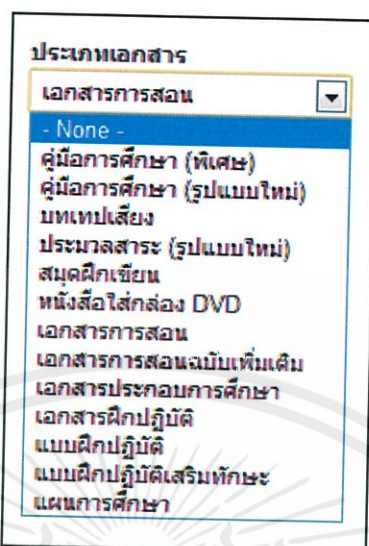 ประเภทเอกสาร
เอกสารการสอน
- None -
คู่มือการศึกษา (พิเศษ)
คู่มือการศึกษา (รูปแบบใหม่)
บทเทปเสียง
ประมวลสาระ (รูปแบบใหม่)
สมุดฝึกเขียน
หนังสือใส่กล่อง DVD
เอกสารการสอน
เอกสารการสอนฉบับเพิ่มเติม
เอกสารประกอบการศึกษา
เอกสารฝึกปฏิบัติ
แบบฝึกปฏิบัติ
แบบฝึกปฏิบัติเสริมทักษะ
แผนการศึกษา